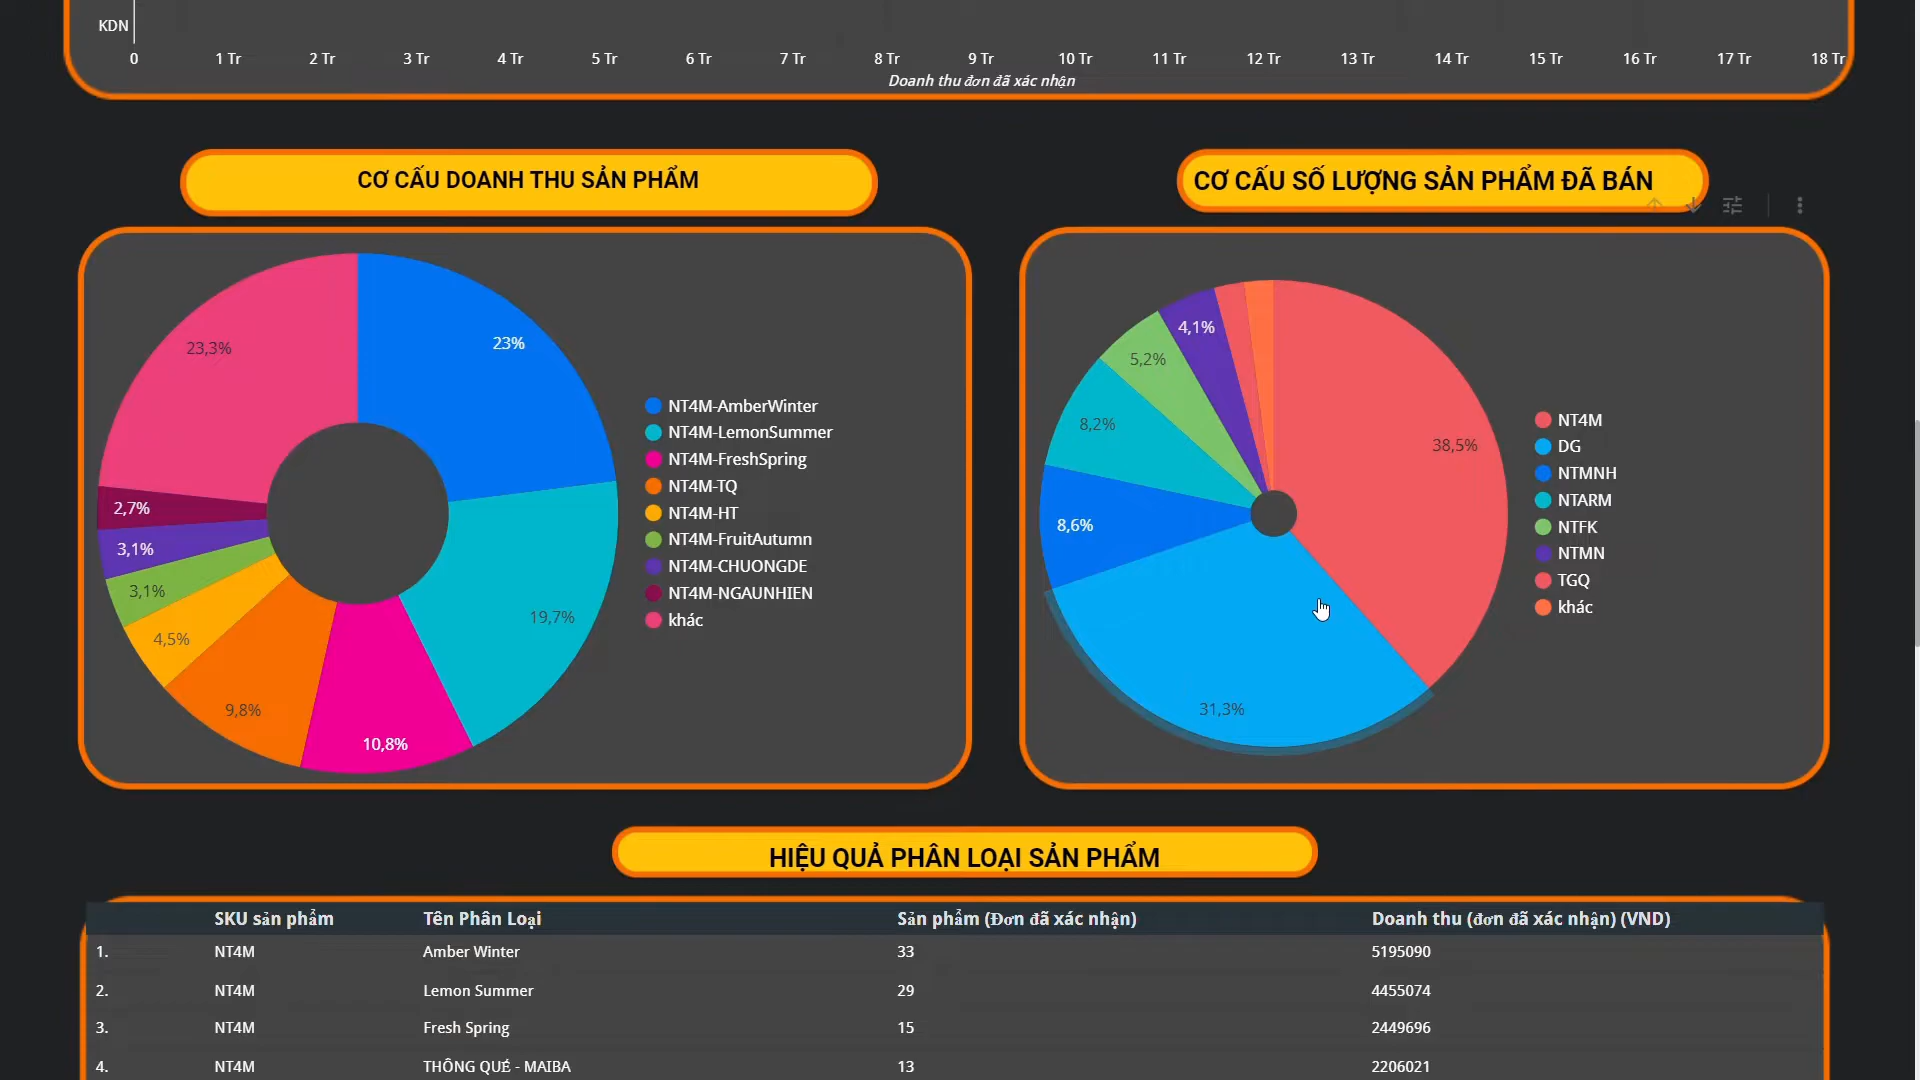 KDN
0 1 Tr 2 Tr 3 Tr 4 Tr 5 Tr 6 Tr 7 Tr 8 Tr 9 Tr 10 Tr 11 Tr 12 Tr 13 Tr 14 Tr 15 Tr 16 Tr 17 Tr 18 Tr
Doanh thu đơn đã xác nhận
CƠ CẤU DOANH THU SẢN PHẨM
CƠ CẤU SỐ LƯỢNG SẢN PHẨM ĐÃ BÁN
23%
19,7%
10,8%
9,8%
4,5%
3,1%
3,1%
2,7%
23,3%
NT4M-AmberWinter
NT4M-LemonSummer
NT4M-FreshSpring
NT4M-TQ
NT4M-HT
NT4M-FruitAutumn
NT4M-CHUONGDE
NT4M-NGAUNHIEN
khác
38,5%
31,3%
8,6%
8,2%
5,2%
4,1%
NT4M
DG
NTMNH
NTARM
NTFK
NTMN
TGQ
khác
HIỆU QUẢ PHÂN LOẠI SẢN PHẨM
SKU sản phẩm Tên Phân Loại Sản phẩm (Đơn đã xác nhận) Doanh thu (đơn đã xác nhận) (VND)
1. NT4M Amber Winter 33 5195090
2. NT4M Lemon Summer 29 4455074
3. NT4M Fresh Spring 15 2449696
4. NT4M THÔNG QUẾ - MAIBA 13 2206021